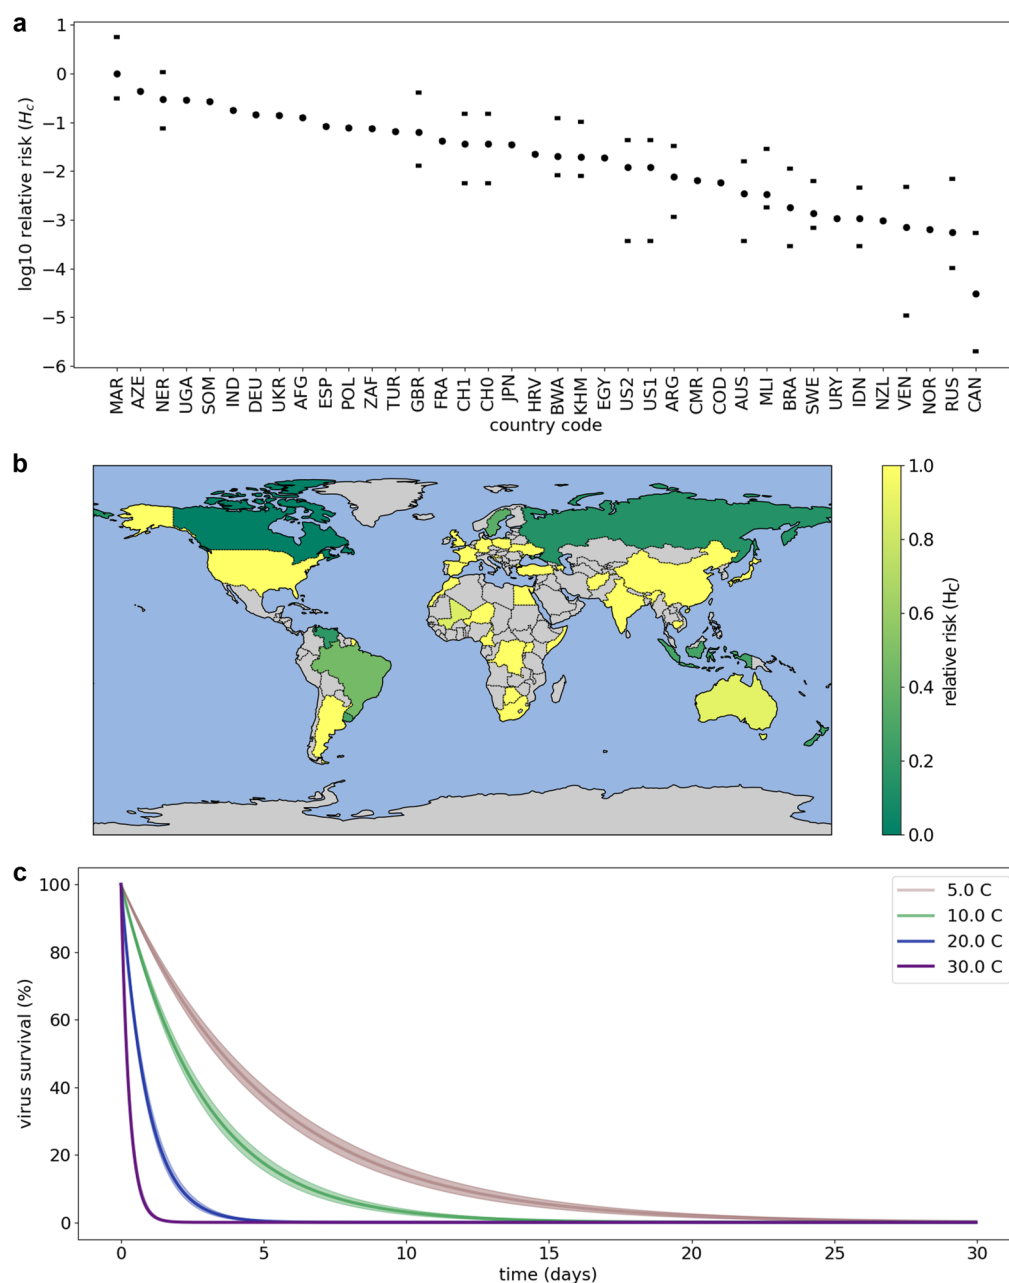 a
1
0
−1
−2
−3
−4
−5
−6
log10 relative risk (Hc)
MAR AZE NER UGA SOM IND DEU UKR AFG ESP POL ZAF TUR GBR FRA CH1 CH0 JPN HRV BWA KHM EGY US2 US1 ARG CMR COD AUS MLI BRA SWE URY IDN NZL VEN NOR RUS CAN
country code
b
1.0
0.8
0.6
0.4
0.2
0.0
relative risk (HC)
c
100
80
60
40
20
0
virus survival (%)
5.0 C
10.0 C
20.0 C
30.0 C
0 5 10 15 20 25 30
time (days)